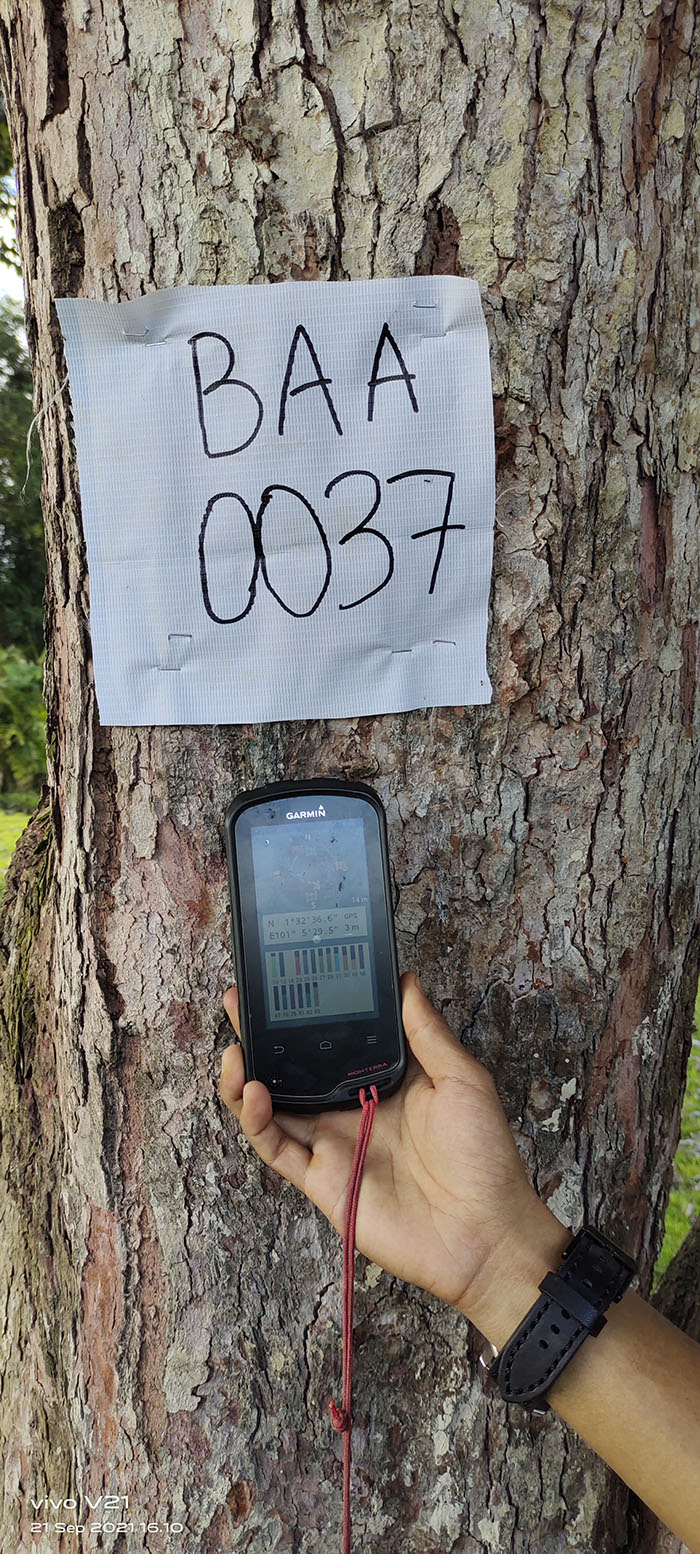 BAA
0037
GARMIN
N
14m
N 1°32'36.6" GPS
E101° 5'29.5" 3m
MONTERRA
vivo V21
21 Sep 2021 16.10